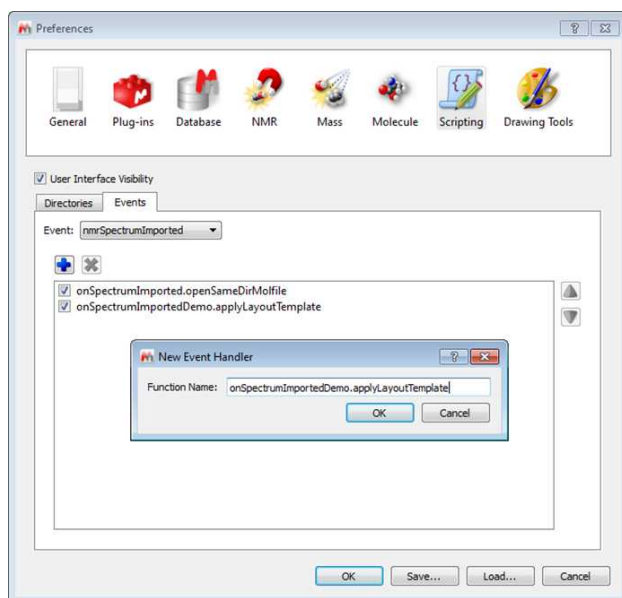 Preferences
General Plug-ins Database NMR Mass Molecule Scripting Drawing Tools
User Interface Visibility
Directories Events
Event: nmrSpectrumImported
onSpectrumImported.openSameDirMolfile
onSpectrumImportedDemo.applyLayoutTemplate
New Event Handler
Function Name: onSpectrumImportedDemo.applyLayoutTemplate
OK Cancel
OK Save... Load... Cancel